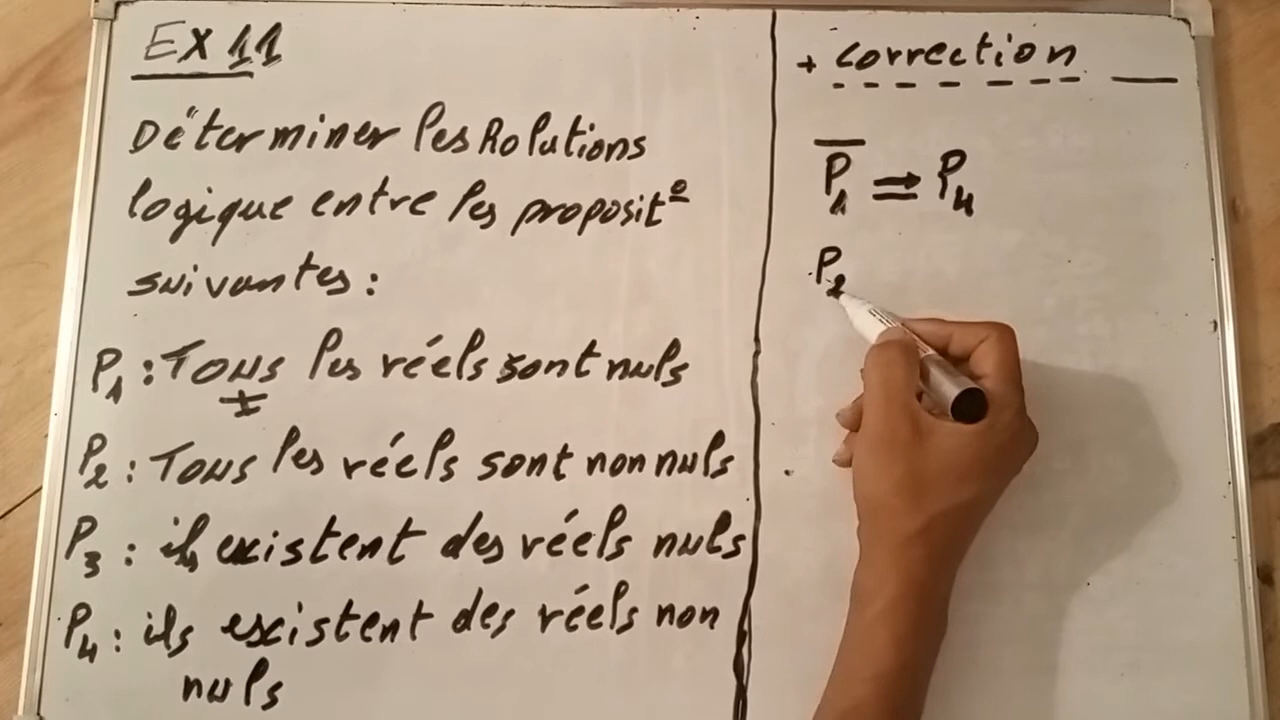 EX 11
Déterminer les Rolutions
logique entre les proposit°
suivantes :
P1 : Tous les réels sont nuls
P2 : Tous les réels sont non nuls
P3 : ils existent des réels nuls
P4 : ils existent des réels non
nuls
+ correction
P̅1 ⇒ P4
P2